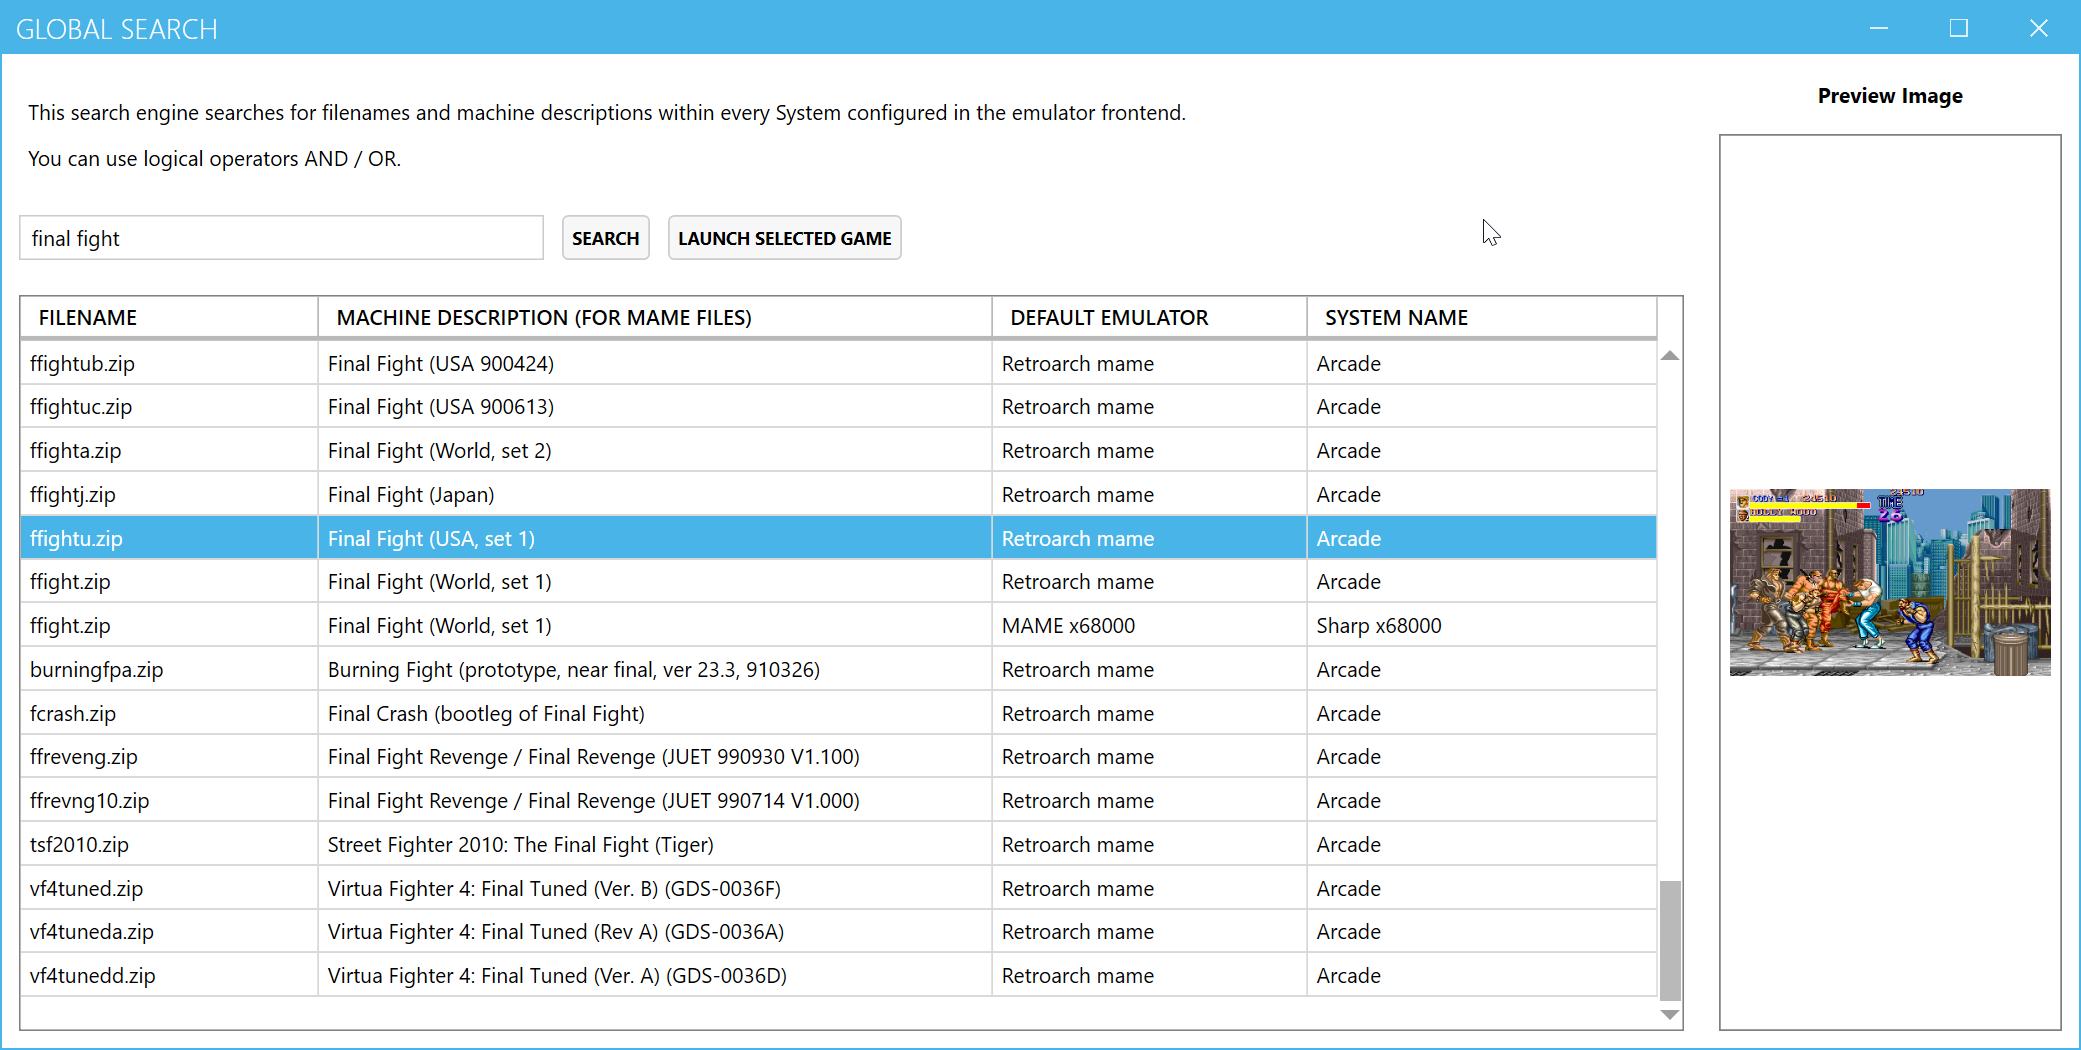 GLOBAL SEARCH
This search engine searches for filenames and machine descriptions within every System configured in the emulator frontend.
You can use logical operators AND / OR.
final fight SEARCH LAUNCH SELECTED GAME
FILENAME MACHINE DESCRIPTION (FOR MAME FILES) DEFAULT EMULATOR SYSTEM NAME
ffightub.zip Final Fight (USA 900424) Retroarch mame Arcade
ffightuc.zip Final Fight (USA 900613) Retroarch mame Arcade
ffighta.zip Final Fight (World, set 2) Retroarch mame Arcade
ffightj.zip Final Fight (Japan) Retroarch mame Arcade
ffightu.zip Final Fight (USA, set 1) Retroarch mame Arcade
ffight.zip Final Fight (World, set 1) Retroarch mame Arcade
ffight.zip Final Fight (World, set 1) MAME x68000 Sharp x68000
burningfpa.zip Burning Fight (prototype, near final, ver 23.3, 910326) Retroarch mame Arcade
fcrash.zip Final Crash (bootleg of Final Fight) Retroarch mame Arcade
ffreveng.zip Final Fight Revenge / Final Revenge (JUET 990930 V1.100) Retroarch mame Arcade
ffrevng10.zip Final Fight Revenge / Final Revenge (JUET 990714 V1.000) Retroarch mame Arcade
tsf2010.zip Street Fighter 2010: The Final Fight (Tiger) Retroarch mame Arcade
vf4tuned.zip Virtua Fighter 4: Final Tuned (Ver. B) (GDS-0036F) Retroarch mame Arcade
vf4tuneda.zip Virtua Fighter 4: Final Tuned (Rev A) (GDS-0036A) Retroarch mame Arcade
vf4tunedd.zip Virtua Fighter 4: Final Tuned (Ver. A) (GDS-0036D) Retroarch mame Arcade
Preview Image
24510
CODY 24510 TIME
HOLLY WOOD 26